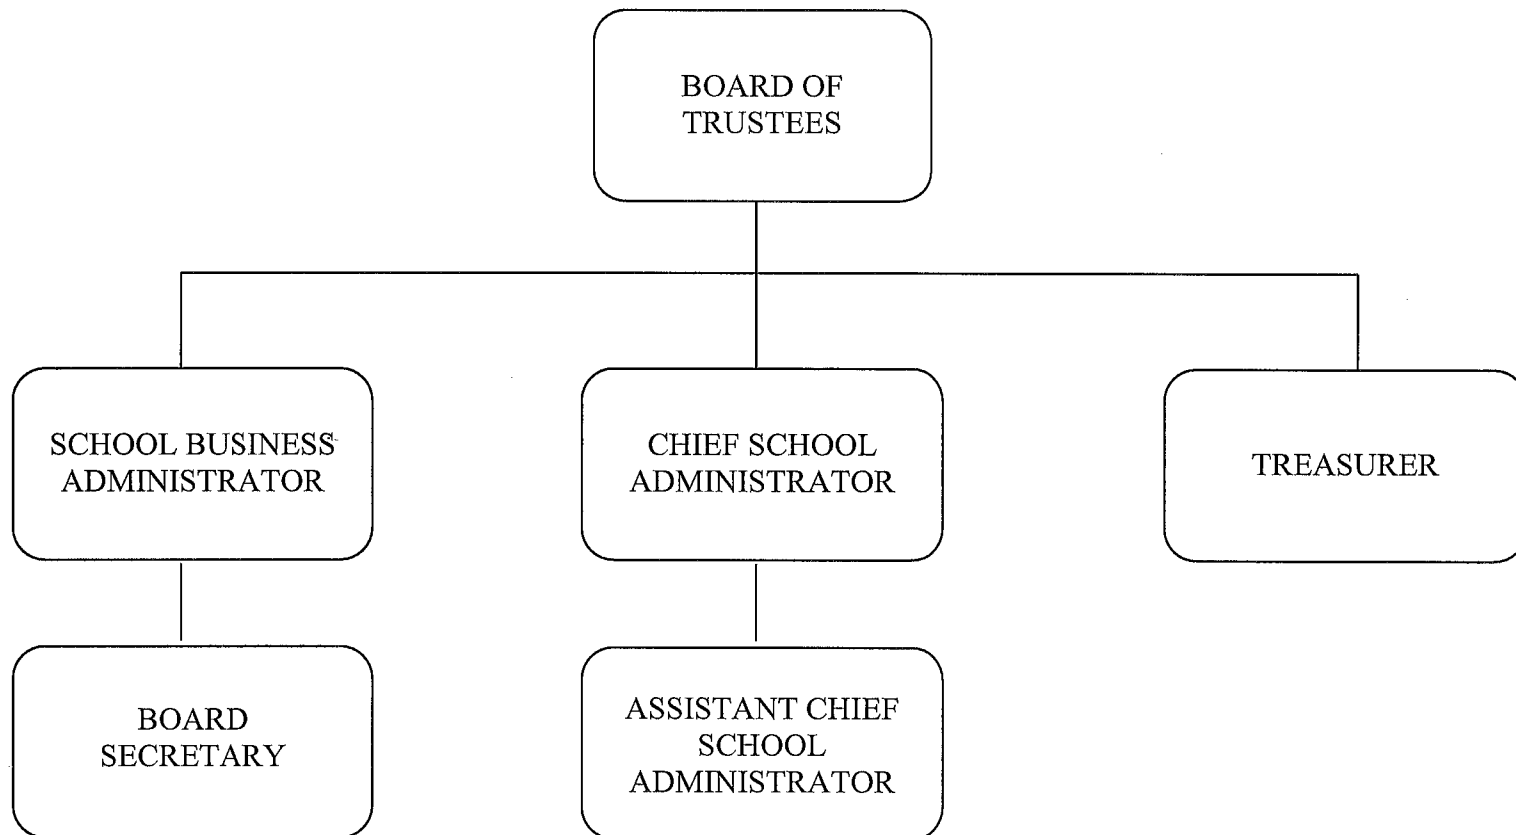 BOARD OF
TRUSTEES
SCHOOL BUSINESS
ADMINISTRATOR
CHIEF SCHOOL
ADMINISTRATOR
TREASURER
BOARD
SECRETARY
ASSISTANT CHIEF
SCHOOL
ADMINISTRATOR